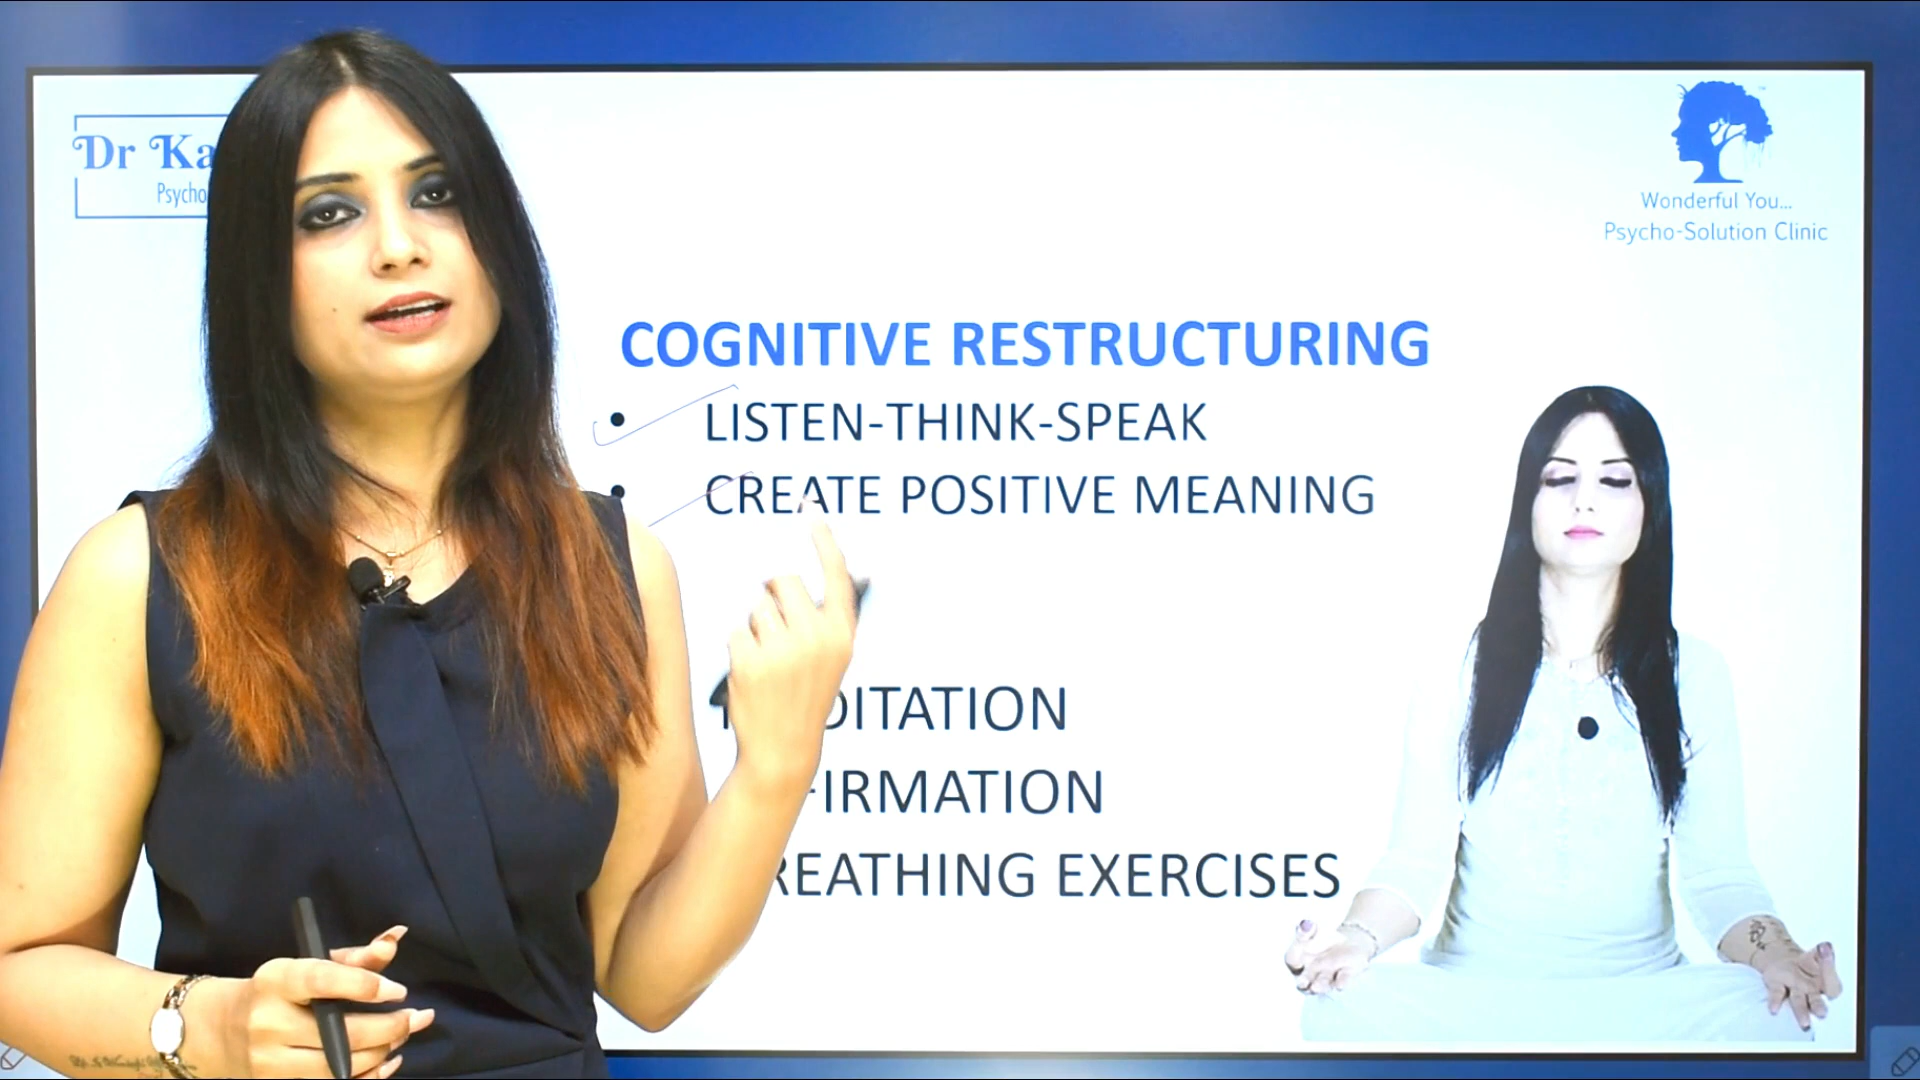 Dr Ka
Psycho
Wonderful You...
Psycho-Solution Clinic
COGNITIVE RESTRUCTURING
• LISTEN-THINK-SPEAK
• CREATE POSITIVE MEANING
DITATION
FIRMATION
REATHING EXERCISES